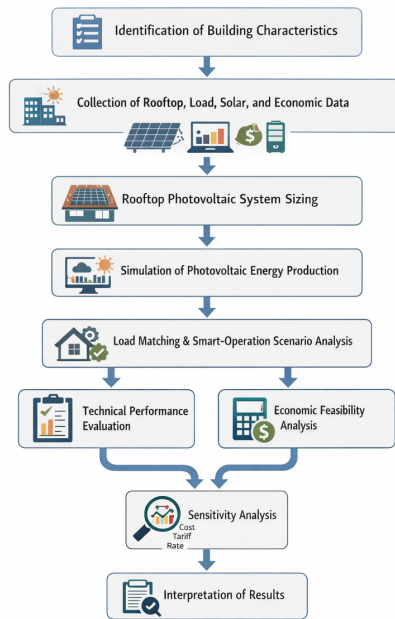 Identification of Building Characteristics
Collection of Rooftop, Load, Solar, and Economic Data
Rooftop Photovoltaic System Sizing
Simulation of Photovoltaic Energy Production
Load Matching & Smart-Operation Scenario Analysis
Technical Performance
Evaluation
Economic Feasibility
Analysis
Sensitivity Analysis
Cost
Tariff
Rate
Interpretation of Results